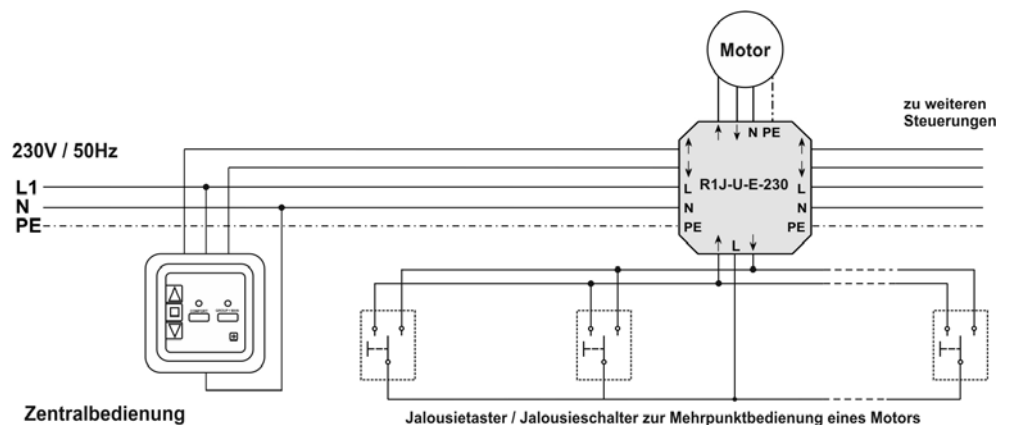 Motor
zu weiteren
Steuerungen
↑ ↓ N PE
230V / 50Hz
↑ ↑
↓ ↓
R1J-U-E-230
L1 L L
N N N
PE PE PE
↑ L ↓
Zentralbedienung
Jalousietaster / Jalousieschalter zur Mehrpunktbedienung eines Motors